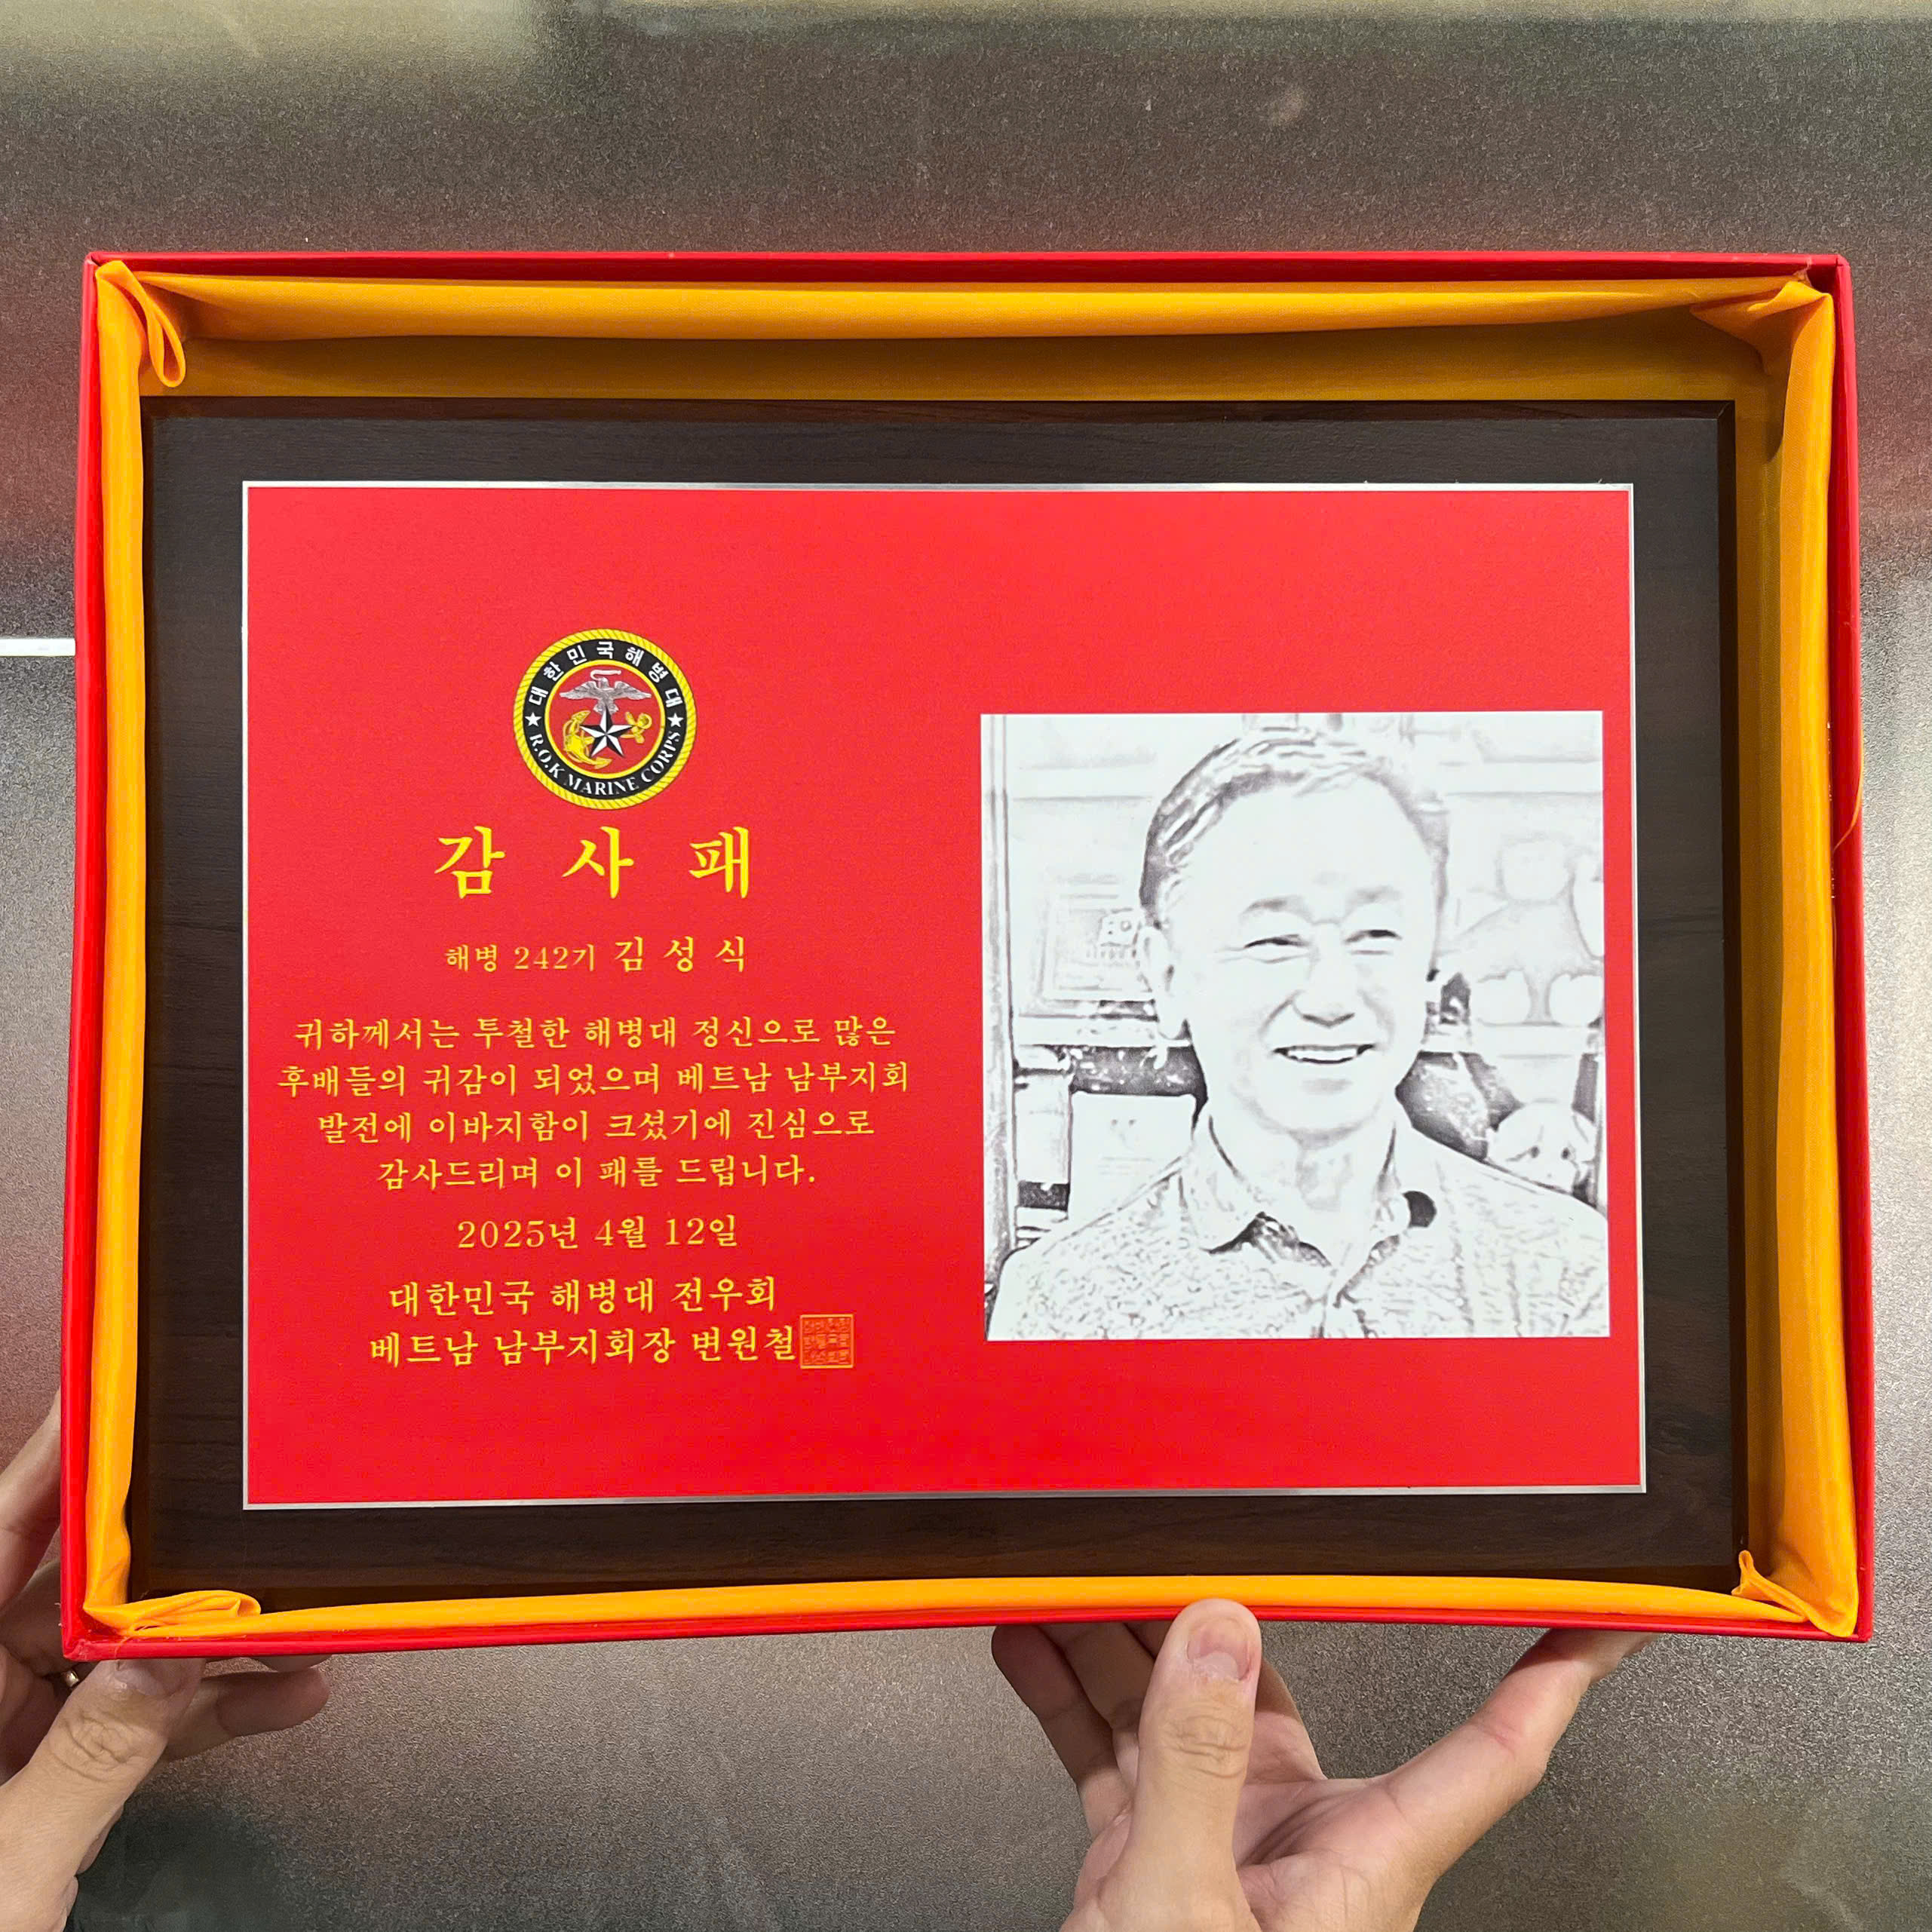 대한민국해병대
R.O.K MARINE CORPS
감 사 패
해병 242기 김 성 식
귀하께서는 투철한 해병대 정신으로 많은
후배들의 귀감이 되었으며 베트남 남부지회
발전에 이바지함이 크셨기에 진심으로
감사드리며 이 패를 드립니다.
2025년 4월 12일
대한민국 해병대 전우회
베트남 남부지회장 변원철